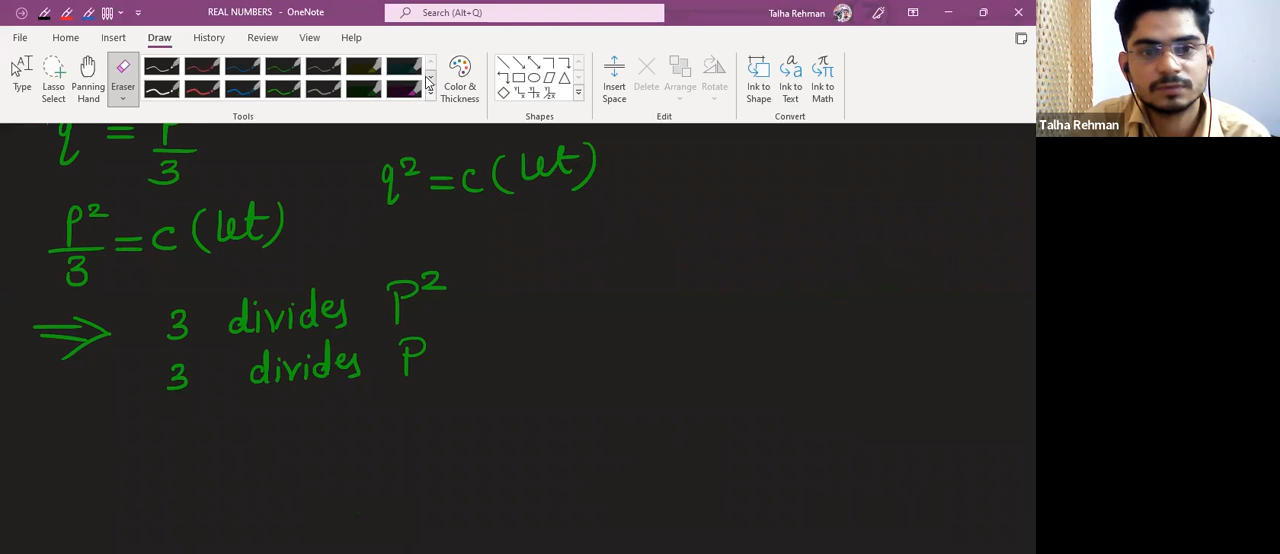 REAL NUMBERS - OneNote
Search (Alt+Q)
Talha Rehman
File Home Insert Draw History Review View Help
Type
Lasso Select
Panning Hand
Eraser
Color & Thickness
Insert Space
Delete
Arrange
Rotate
Ink to Shape
Ink to Text
Ink to Math
Tools
Shapes
Edit
Convert
Talha Rehman
q = P/3
q² = c (let)
P²/3 = c (let)
⇒ 3 divides P²
3 divides P